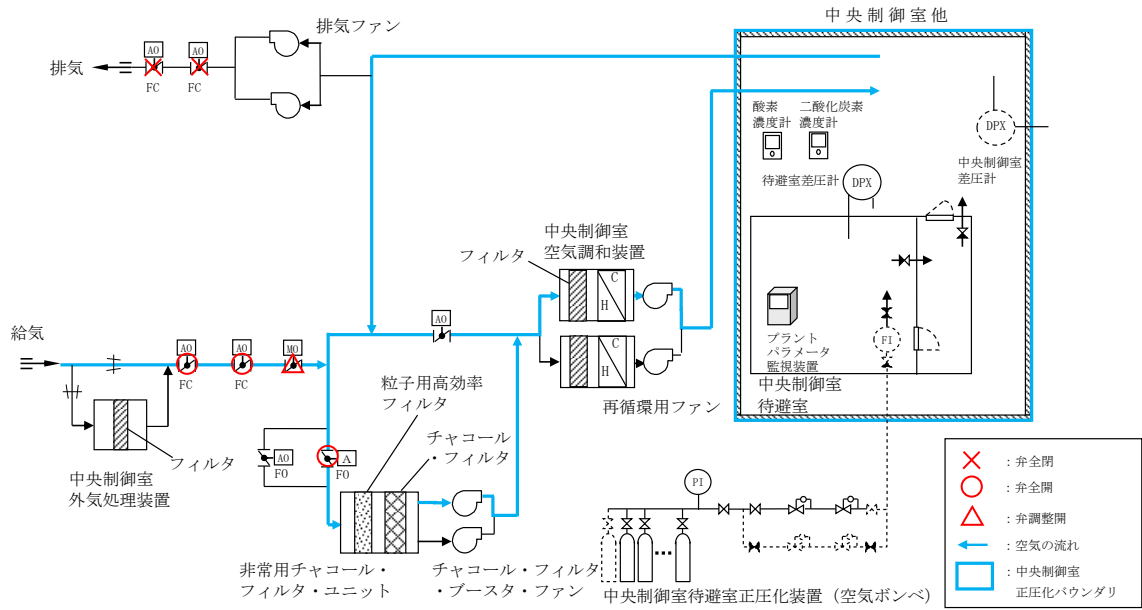 中央制御室他
排気ファン
AO
AO
排気
FC
FC
酸素
濃度計
二酸化炭素
濃度計
DPX
中央制御室
差圧計
待避室差圧計
DPX
中央制御室
空気調和装置
フィルタ
C
H
C
H
再循環用ファン
プラント
パラメータ
監視装置
FI
中央制御室
待避室
給気
AO
FC
AO
FC
MO
AO
フィルタ
中央制御室
外気処理装置
粒子用高効率
フィルタ
チャコール
・フィルタ
AO
FO
A
FO
非常用チャコール・
フィルタ・ユニット
チャコール・フィルタ
・ブースタ・ファン
PI
中央制御室待避室正圧化装置（空気ボンベ）
：弁全閉
：弁全開
：弁調整開
：空気の流れ
：中央制御室
正圧化バウンダリ